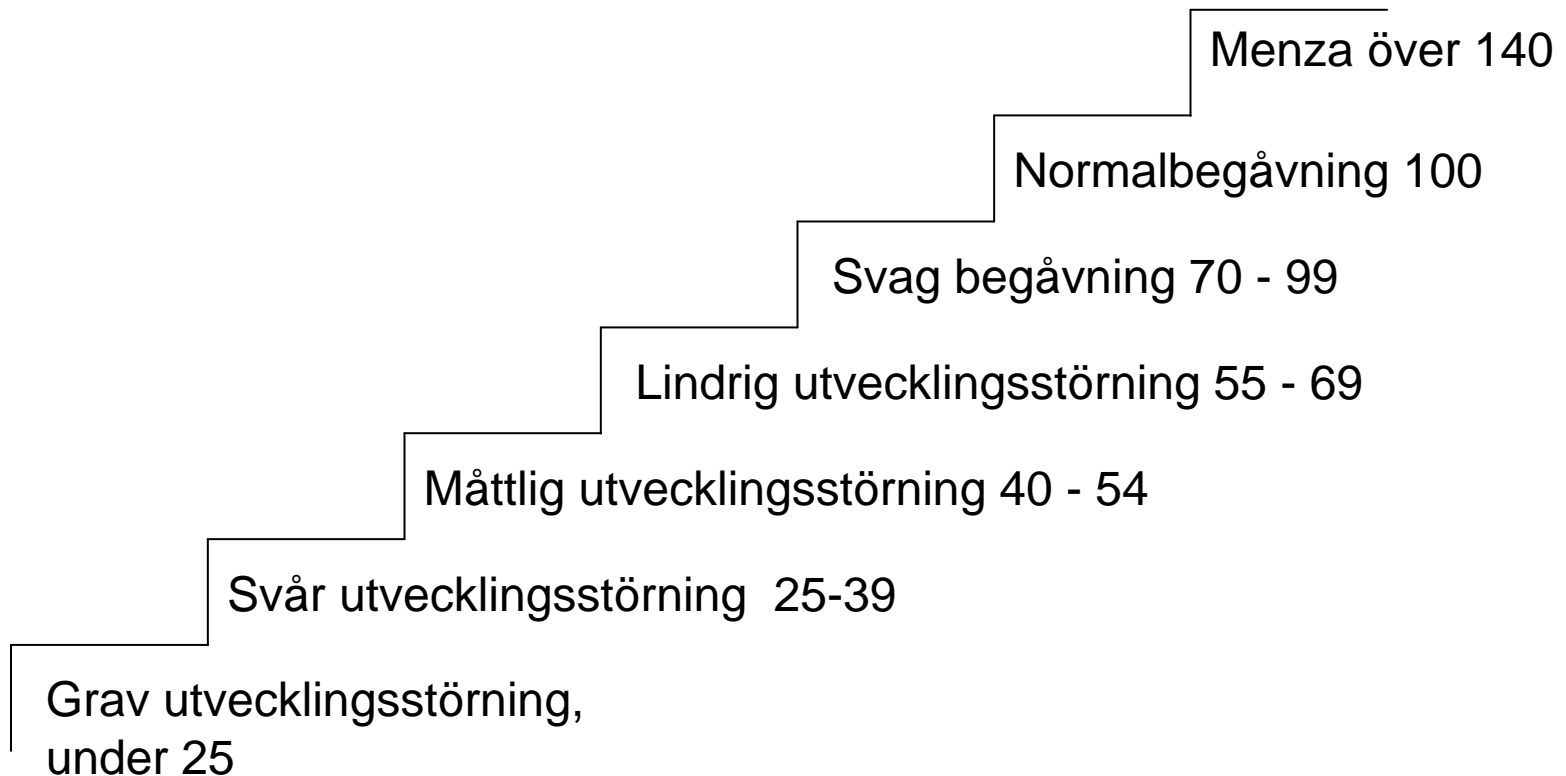 Menza över 140
Normalbegåvning 100
Svag begåvning 70 - 99
Lindrig utvecklingsstörning 55 - 69
Måttlig utvecklingsstörning 40 - 54
Svår utvecklingsstörning  25-39
Grav utvecklingsstörning,
under 25